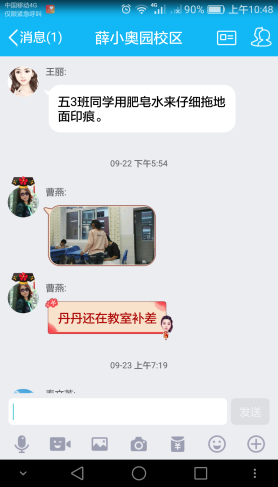 中国移动4G
仅限紧急呼叫
4G 90% 上午10:48
消息(1)
薛小奥园校区
王丽:
五3班同学用肥皂水来仔细拖地
面印痕。
09-22 下午5:54
曹燕:
曹燕:
丹丹还在教室补差
09-23 上午7:19
发送